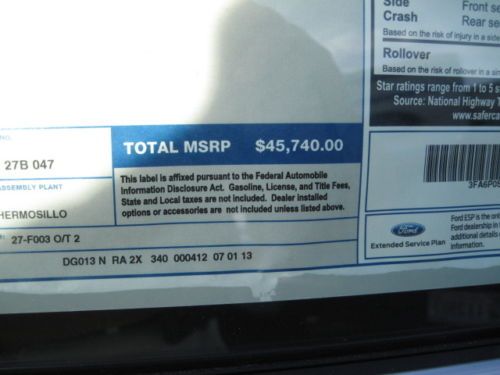 Side
Crash
Front se
Rear se
Based on the risk of injury in a side
Rollover
Based on the risk of rollover in a sin
Star ratings range from 1 to 5 s
Source: National Highway T
www.saferca
27B 047
ASSEMBLY PLANT
HERMOSILLO
TOTAL MSRP $45,740.00
This label is affixed pursuant to the Federal Automobile
Information Disclosure Act. Gasoline, License, and Title Fees,
State and Local taxes are not included. Dealer installed
options or accessories are not included unless listed above.
27-F003 O/T 2
DG013 N RA 2X 340 000412 07 01 13
3FA6P0
Ford
Extended Service Plan
Ford ESP is the on
Ford dealership in
information.